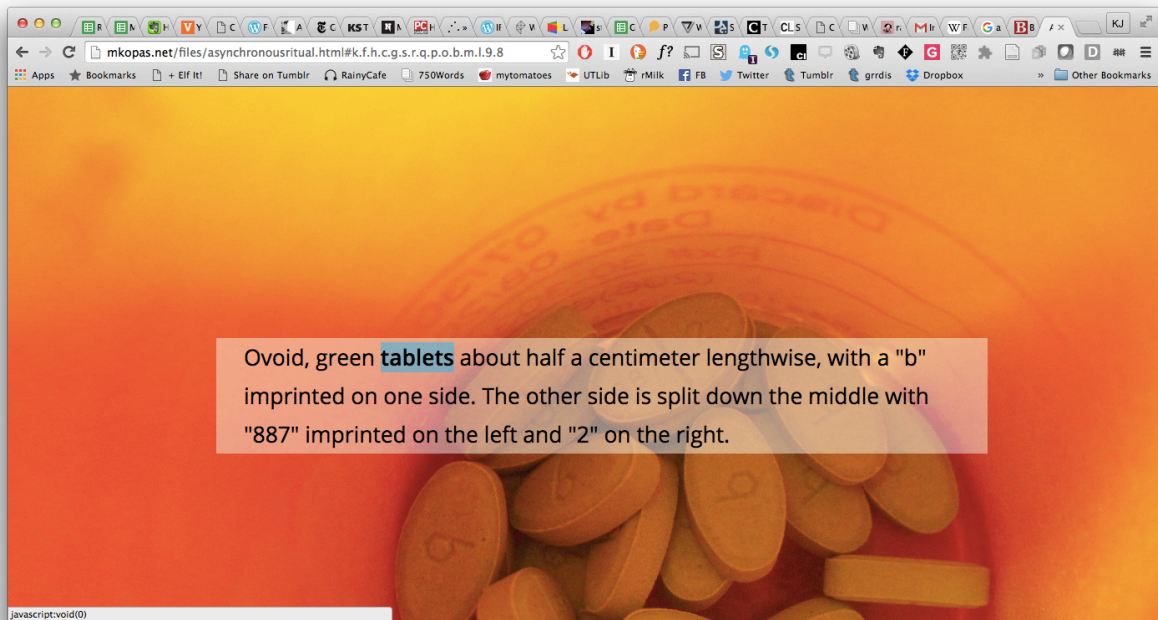 KJ
mkopas.net/files/asynchronousritual.html#k.f.h.c.g.s.r.q.p.o.b.m.l.9.8
Apps Bookmarks + Elf It! Share on Tumblr RainyCafe 750Words mytomatoes UTLib rMilk FB Twitter Tumblr grrdis Dropbox » Other Bookmarks
Discard by:
Date:
Ovoid, green tablets about half a centimeter lengthwise, with a "b"
imprinted on one side. The other side is split down the middle with
"887" imprinted on the left and "2" on the right.
b
b
b
javascript:void(0)